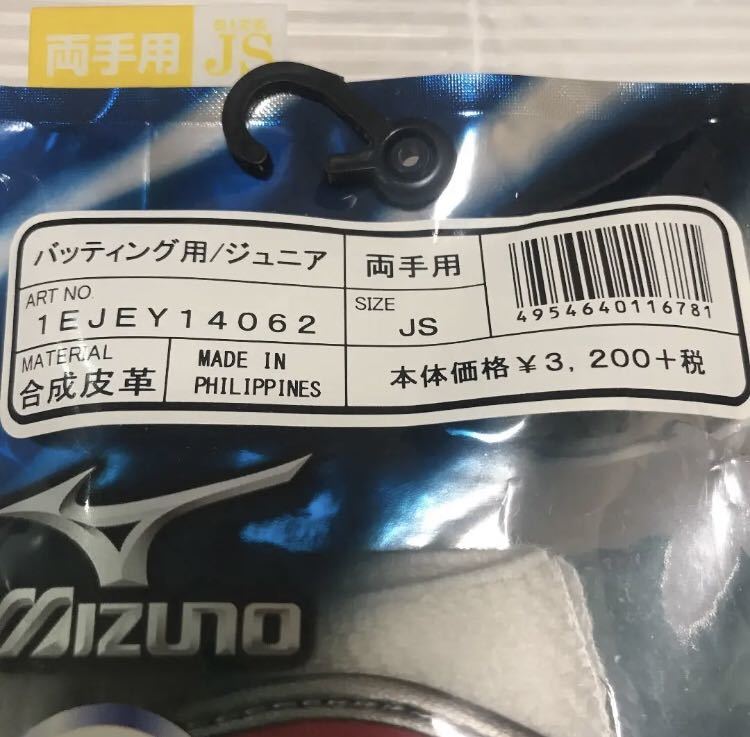 両手用 JS
バッティング用/ジュニア 両手用
ART NO. SIZE
1EJEY14062 JS
4954640116781
MATERIAL
合成皮革 MADE IN
PHILIPPINES
本体価格￥3,200+税
MIZUNO